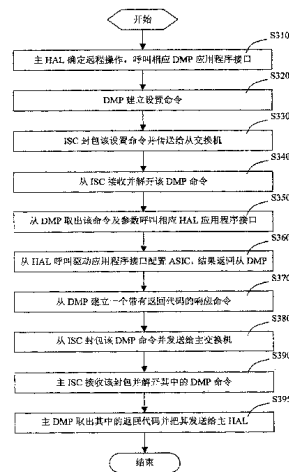 开始
S310
主 HAL 确定远程操作，呼叫相应 DMP 应用程序接口
S320
DMP 建立设置命令
S330
ISC 封包该设置命令并传送给从交换机
S340
从 ISC 接收并解开该 DMP 命令
S350
从 DMP 取出该命令及参数呼叫相应 HAL 应用程序接口
S360
从 HAL 呼叫驱动应用程序接口配置 ASIC，结果返回从 DMP
S370
从 DMP 建立一个带有返回代码的响应命令
S380
从 ISC 封包该 DMP 命令并发送给主交换机
S390
主 ISC 接收该封包并解开其中的 DMP 命令
S395
主 DMP 取出其中的返回代码并把其发送给主 HAL
结束